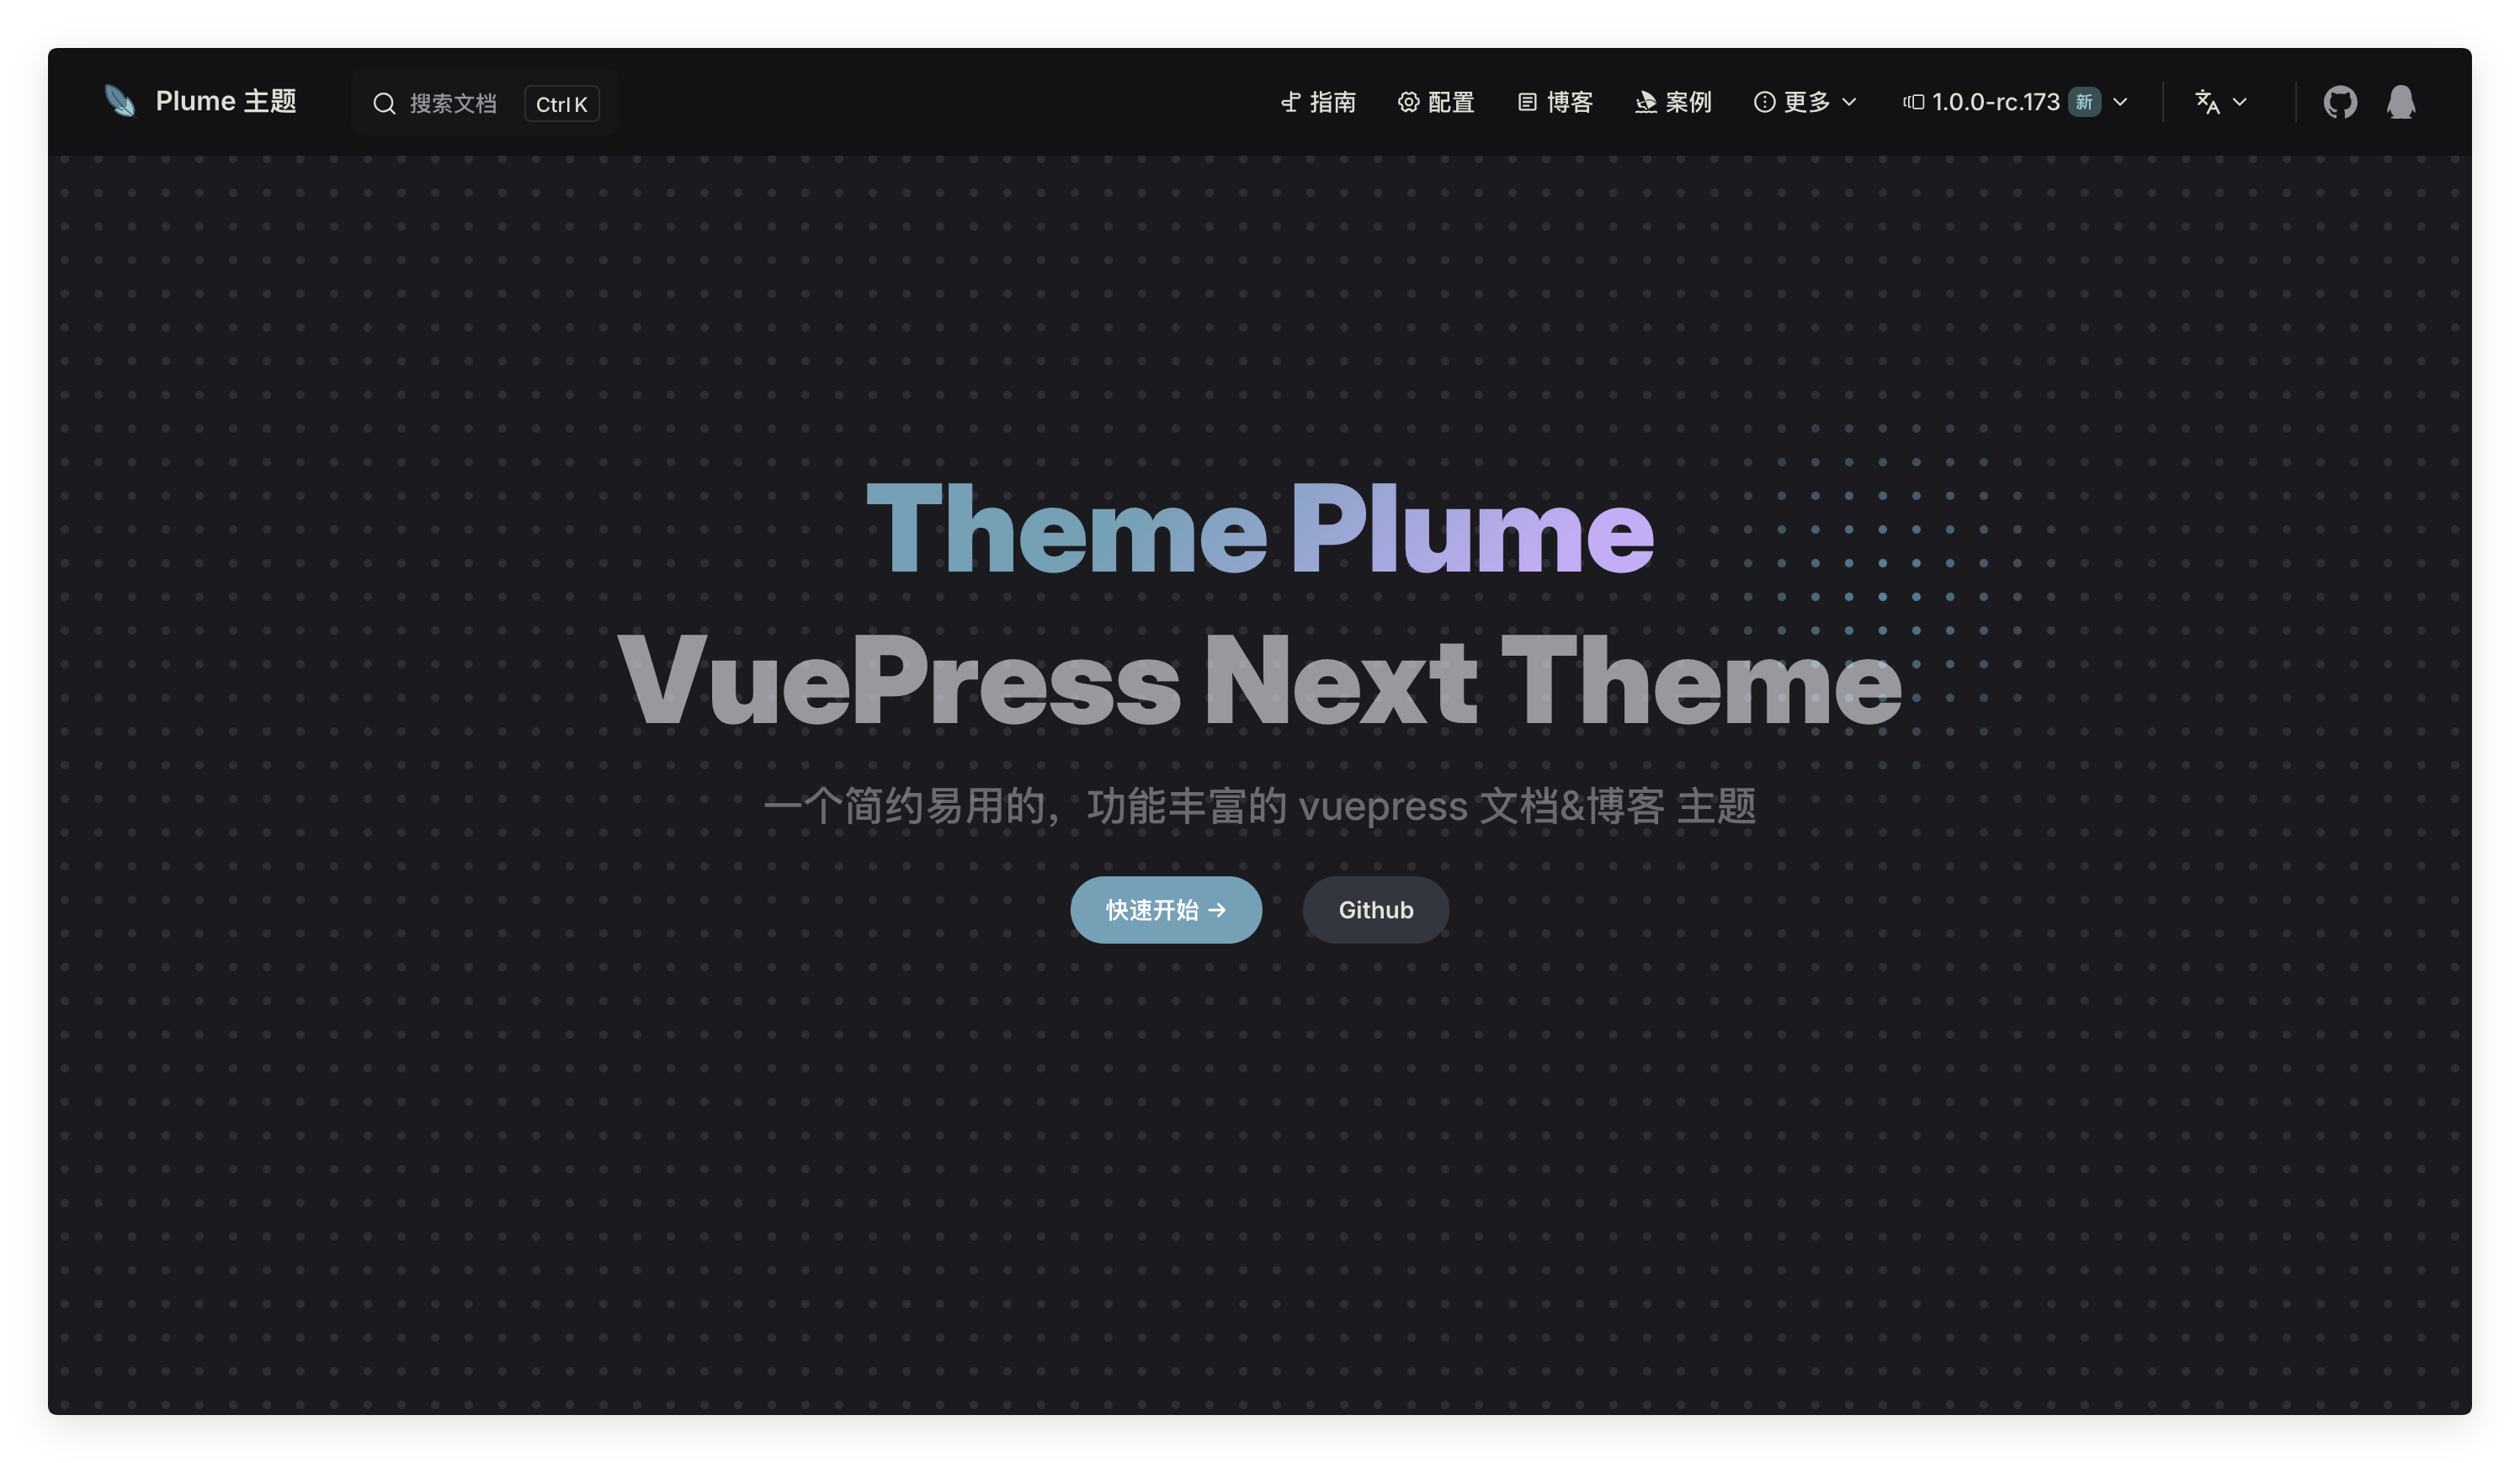 Plume 主题 搜索文档 Ctrl K 指南 配置 博客 案例 更多 1.0.0-rc.173 新
Theme Plume
VuePress Next Theme
一个简约易用的，功能丰富的 vuepress 文档&博客 主题
快速开始 → Github